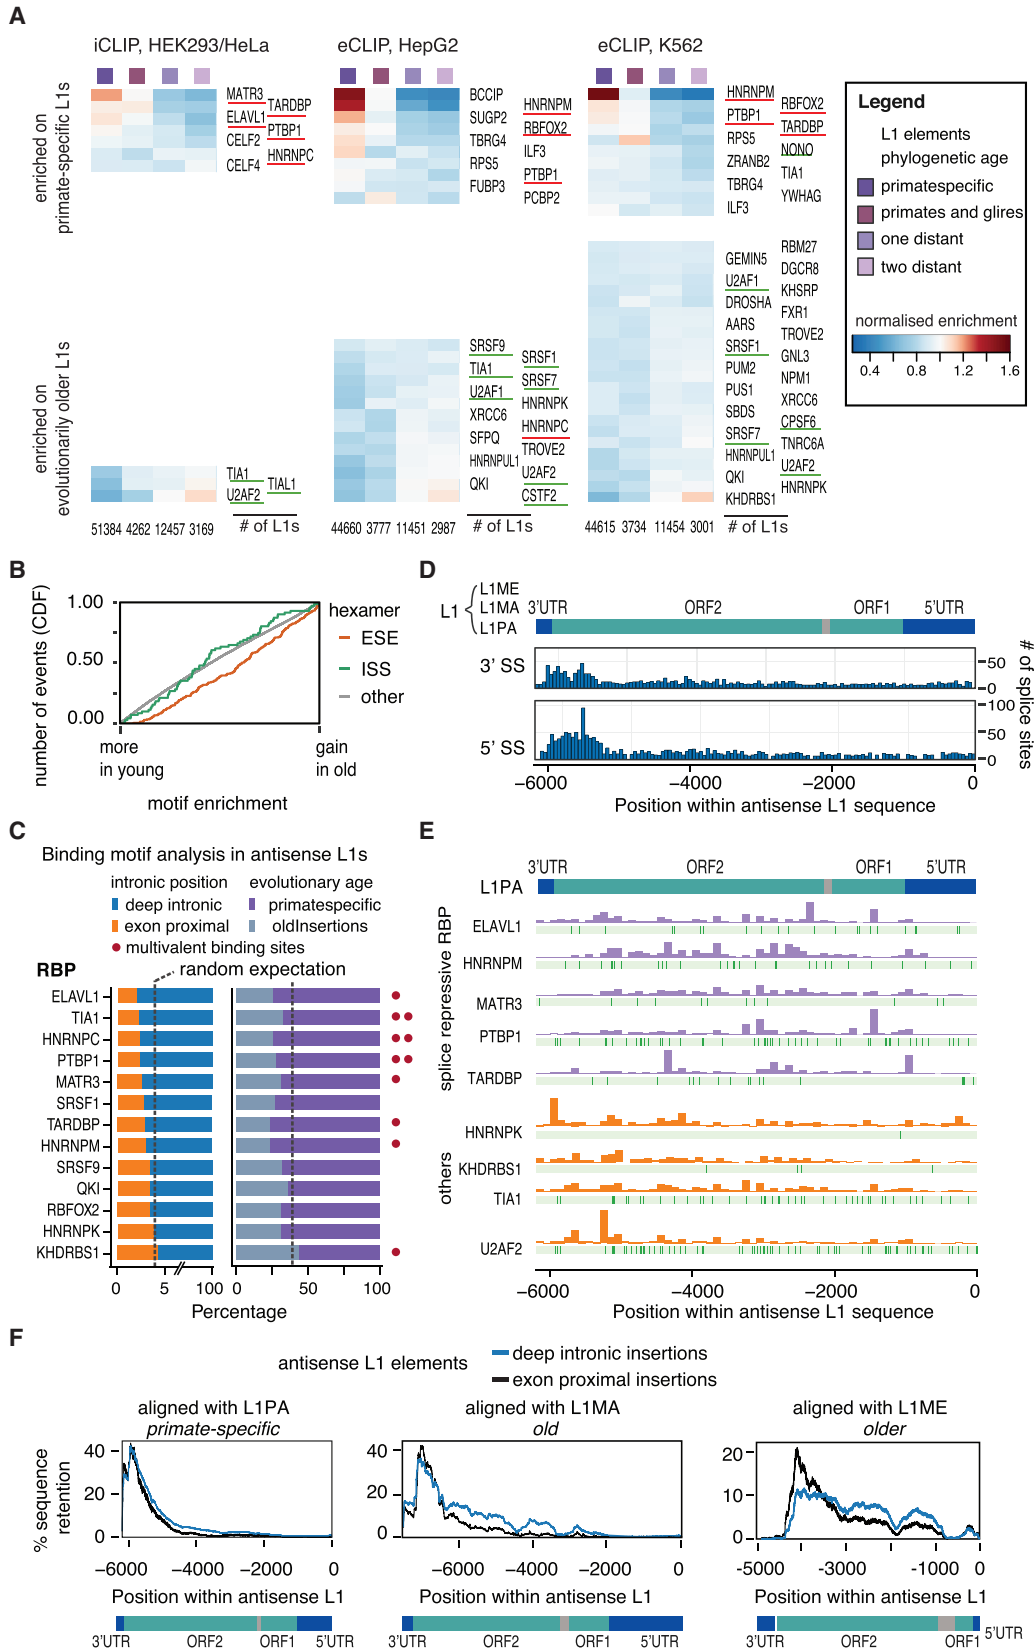 A
iCLIP, HEK293/HeLa
eCLIP, HepG2
eCLIP, K562
enriched on
primate-specific L1s
MATR3
TARDBP
ELAVL1
PTBP1
CELF2
HNRNPC
CELF4
BCCIP
HNRNPM
SUGP2
RBFOX2
TBRG4
ILF3
RPS5
PTBP1
FUBP3
PCBP2
HNRNPM
RBFOX2
PTBP1
TARDBP
RPS5
NONO
ZRANB2
TIA1
TBRG4
YWHAG
ILF3
Legend
L1 elements
phylogenetic age
primatespecific
primates and glires
one distant
two distant
normalised enrichment
0.4 0.8 1.2 1.6
enriched on
evolutionarily older L1s
TIA1
TIAL1
U2AF2
SRSF9
SRSF1
TIA1
SRSF7
U2AF1
HNRNPK
XRCC6
HNRNPC
SFPQ
TROVE2
HNRNPUL1
U2AF2
QKI
CSTF2
RBM27
GEMIN5
DGCR8
U2AF1
KHSRP
DROSHA
FXR1
AARS
TROVE2
SRSF1
GNL3
PUM2
NPM1
PUS1
XRCC6
SBDS
CPSF6
SRSF7
TNRC6A
HNRNPUL1
U2AF2
QKI
HNRNPK
KHDRBS1
51384 4262 12457 3169 # of L1s
44660 3777 11451 2987 # of L1s
44615 3734 11454 3001 # of L1s
B
number of events (CDF)
1.00
0.50
0.00
more
in young
gain
in old
motif enrichment
hexamer
ESE
ISS
other
D
L1
L1ME
L1MA
L1PA
3'UTR ORF2 ORF1 5'UTR
3' SS
50
0
5' SS
100
50
0
# of splice sites
−6000 −4000 −2000 0
Position within antisense L1 sequence
C
Binding motif analysis in antisense L1s
intronic position
deep intronic
exon proximal
evolutionary age
primatespecific
oldInsertions
multivalent binding sites
RBP
random expectation
ELAVL1
TIA1
HNRNPC
PTBP1
MATR3
SRSF1
TARDBP
HNRNPM
SRSF9
QKI
RBFOX2
HNRNPK
KHDRBS1
0 5 100
0 50 100
Percentage
E
3'UTR ORF2 ORF1 5'UTR
L1PA
splice repressive RBP
ELAVL1
HNRNPM
MATR3
PTBP1
TARDBP
others
HNRNPK
KHDRBS1
TIA1
U2AF2
−6000 −4000 −2000 0
Position within antisense L1 sequence
F
antisense L1 elements
deep intronic insertions
exon proximal insertions
aligned with L1PA
primate-specific
aligned with L1MA
old
aligned with L1ME
older
% sequence
retention
40
20
0
−6000 −4000 −2000 0
Position within antisense L1
3'UTR ORF2 ORF1 5'UTR
40
20
0
−6000 −4000 −2000 0
Position within antisense L1
3'UTR ORF2 ORF1 5'UTR
20
10
0
-5000 -3000 -1000 0
Position within antisense L1
3'UTR ORF2 ORF1 5'UTR